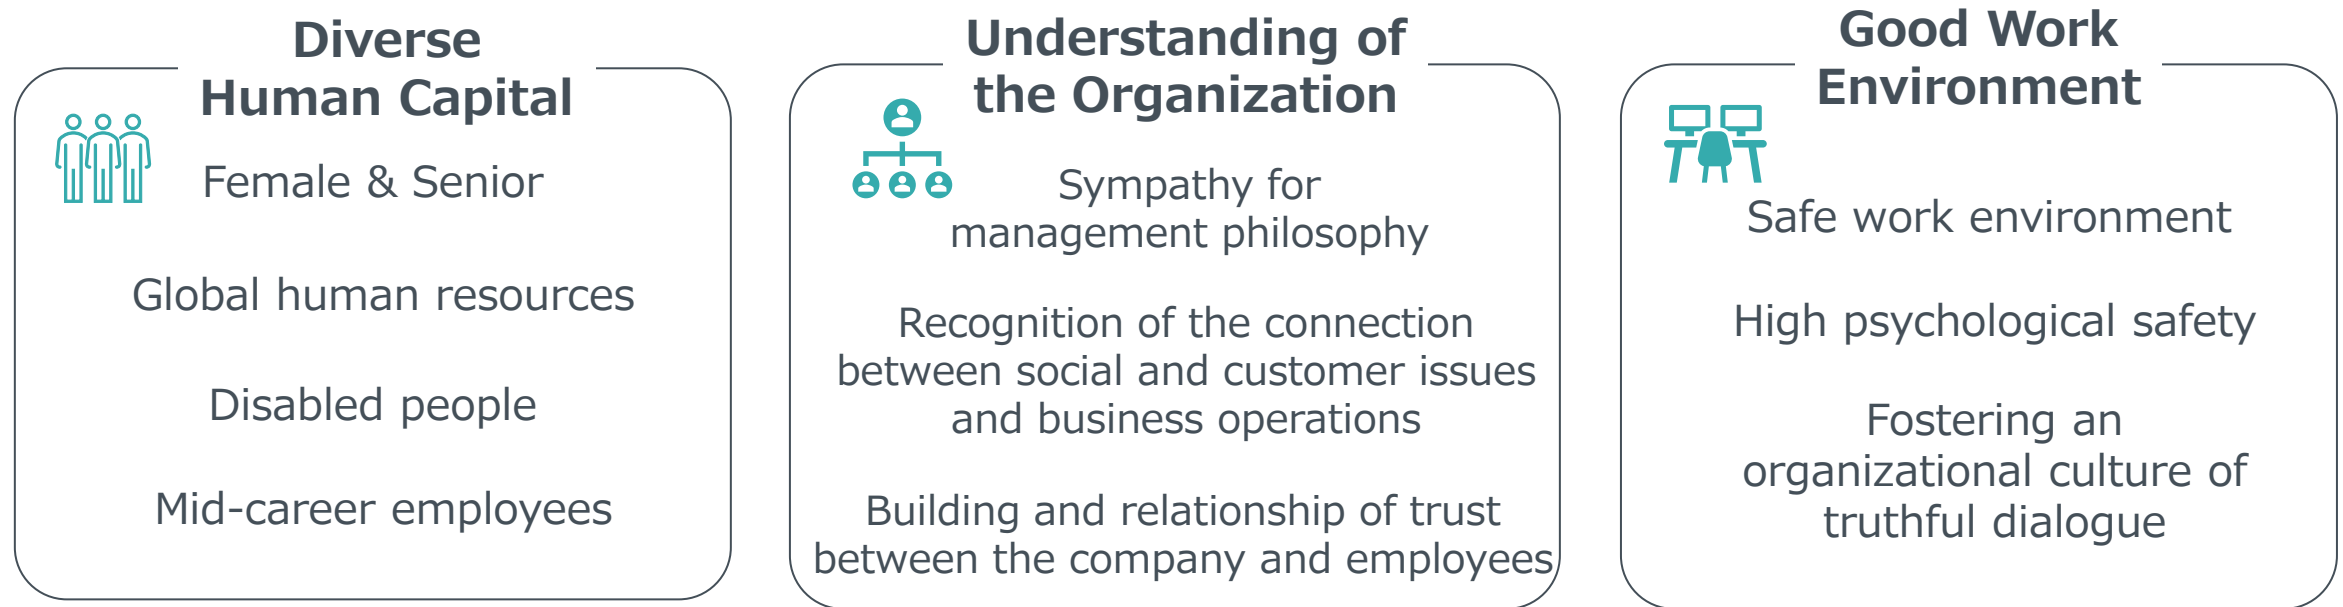 Diverse
Human Capital
Female & Senior
Global human resources
Disabled people
Mid-career employees
Understanding of
the Organization
Sympathy for
management philosophy
Recognition of the connection
between social and customer issues
and business operations
Building and relationship of trust
between the company and employees
Good Work
Environment
Safe work environment
High psychological safety
Fostering an
organizational culture of
truthful dialogue